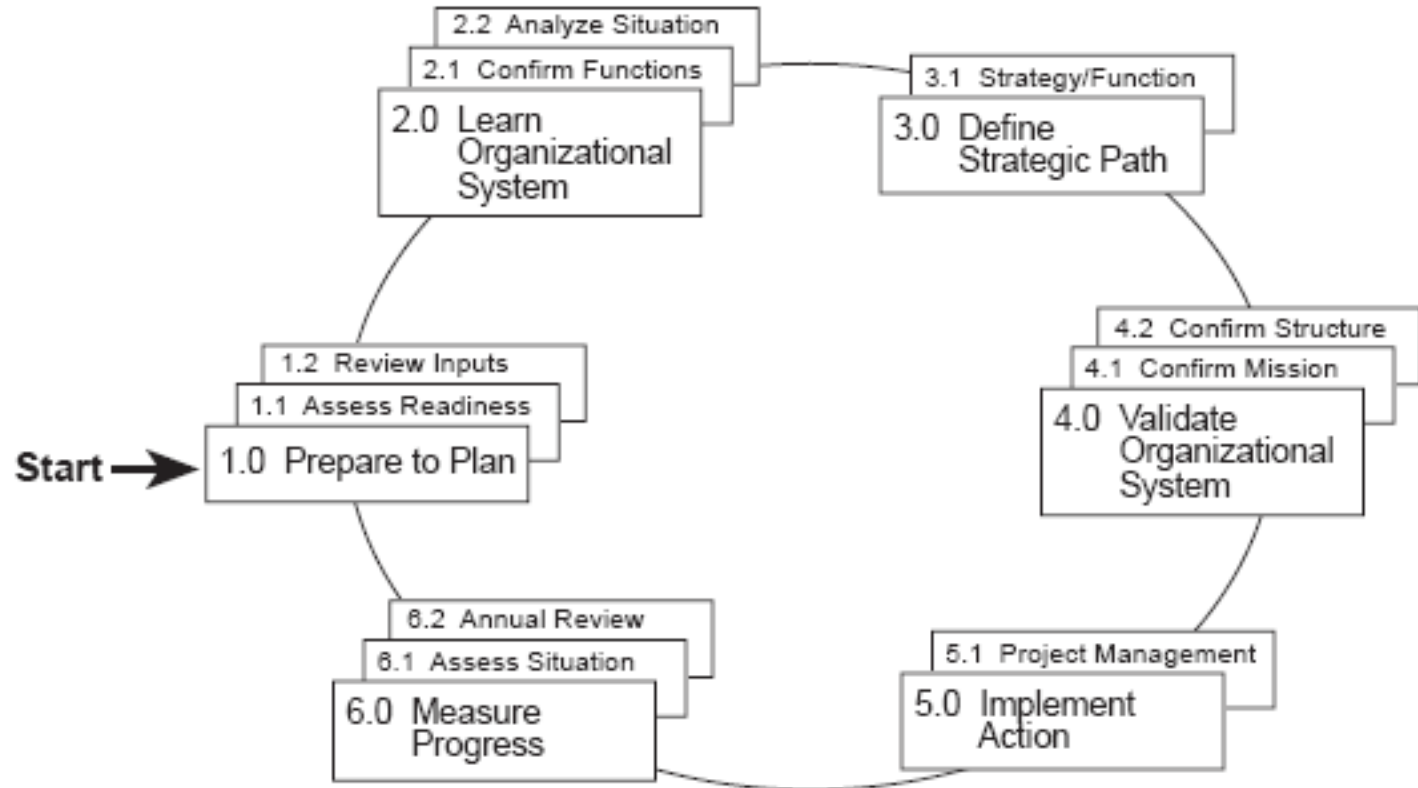 2.2 Analyze Situation
2.1 Confirm Functions
2.0 Learn
Organizational
System
3.1 Strategy/Function
3.0 Define
Strategic Path
4.2 Confirm Structure
4.1 Confirm Mission
4.0 Validate
Organizational
System
5.1 Project Management
5.0 Implement
Action
6.2 Annual Review
6.1 Assess Situation
6.0 Measure
Progress
1.2 Review Inputs
1.1 Assess Readiness
Start
1.0 Prepare to Plan